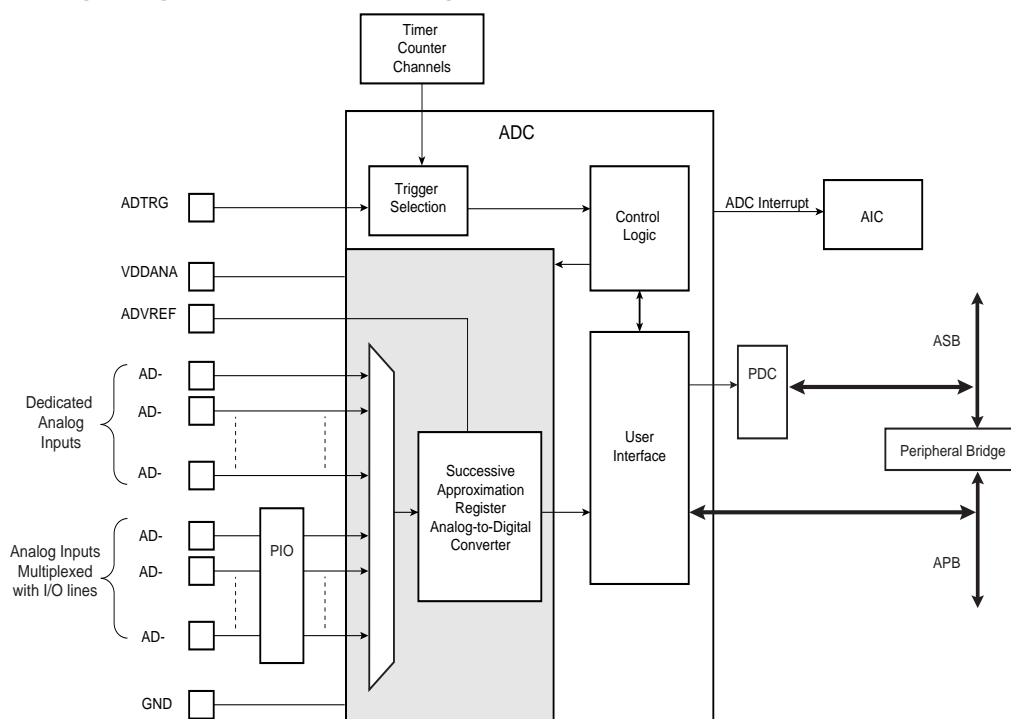 Timer
Counter
Channels
ADC
ADTRG
Trigger
Selection
Control
Logic
ADC Interrupt
AIC
VDDANA
ADVREF
ASB
PDC
Dedicated
Analog
Inputs
AD-
AD-
AD-
User
Interface
Peripheral Bridge
Successive
Approximation
Register
Analog-to-Digital
Converter
Analog Inputs
Multiplexed
with I/O lines
AD-
AD-
AD-
PIO
APB
GND